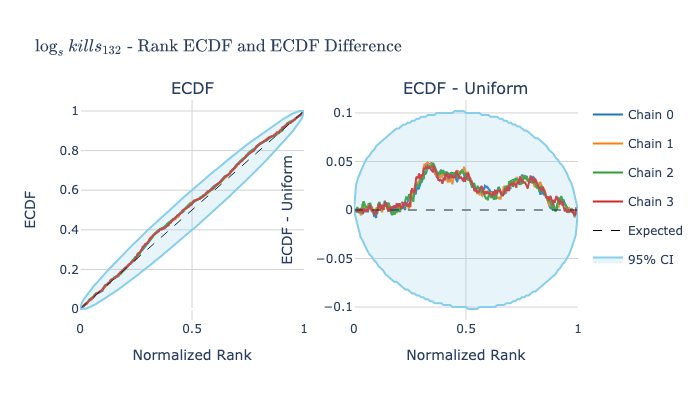 log_s kills_132 - Rank ECDF and ECDF Difference
ECDF
ECDF
1
0.8
0.6
0.4
0.2
0
0
0.5
1
Normalized Rank
ECDF - Uniform
ECDF - Uniform
0.1
0.05
0
−0.05
−0.1
0
0.5
1
Normalized Rank
Chain 0
Chain 1
Chain 2
Chain 3
Expected
95% CI